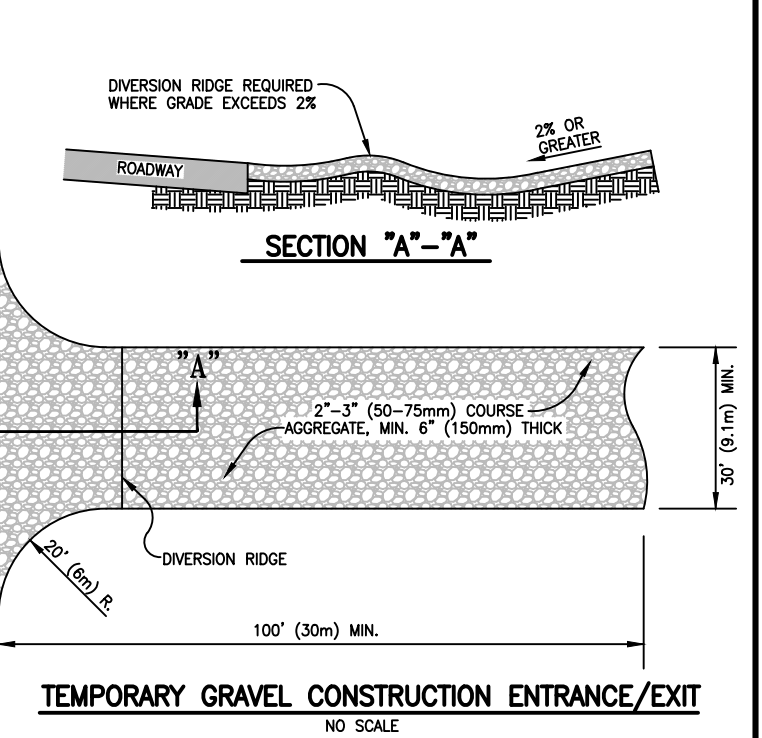 DIVERSION RIDGE REQUIRED
WHERE GRADE EXCEEDS 2%
2% OR
GREATER
ROADWAY
SECTION "A"-"A"
"A"
2"-3" (50-75mm) COURSE
AGGREGATE, MIN. 6" (150mm) THICK
30' (9.1m) MIN.
DIVERSION RIDGE
20' (6m) R.
100' (30m) MIN.
TEMPORARY GRAVEL CONSTRUCTION ENTRANCE/EXIT
NO SCALE